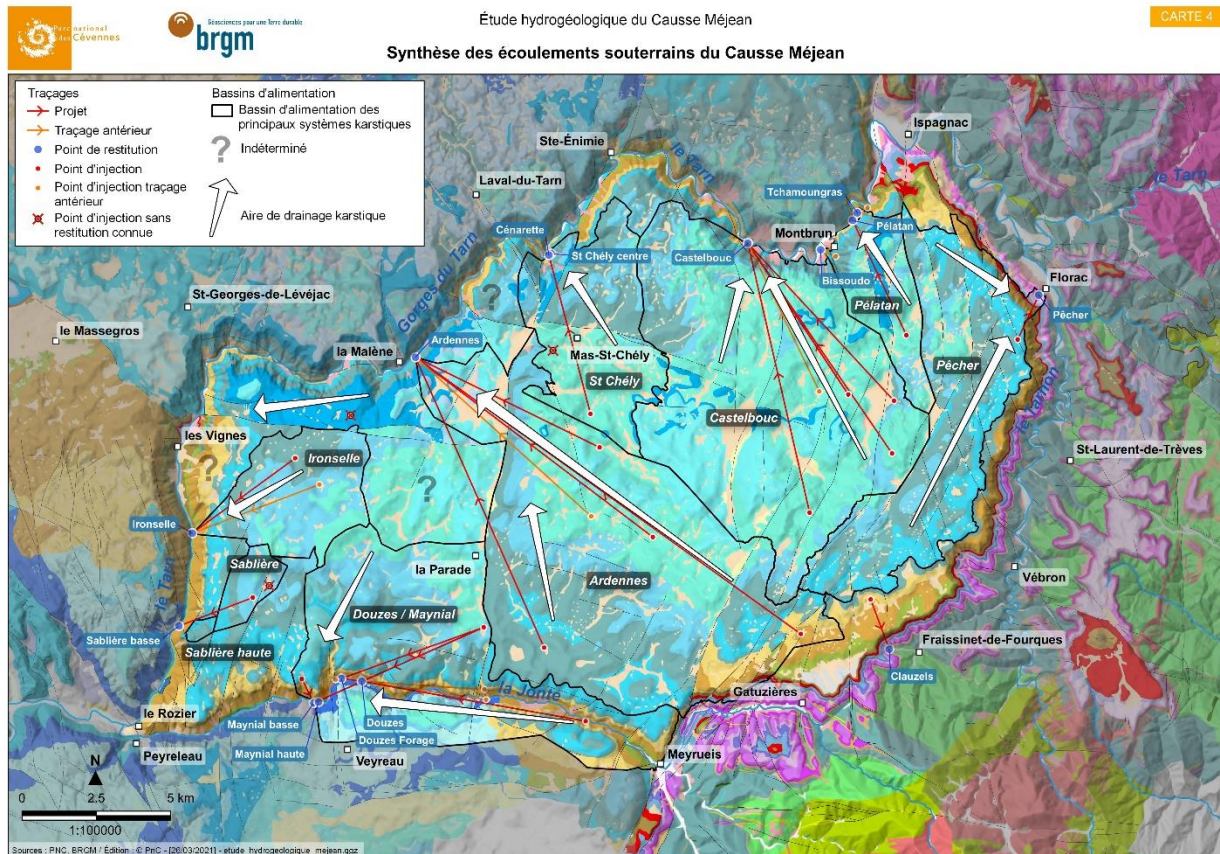 Parc national
des Cévennes
Géosciences pour une Terre durable
brgm
Étude hydrogéologique du Causse Méjean
CARTE 4
Synthèse des écoulements souterrains du Causse Méjean
Traçages
Projet
Traçage antérieur
Point de restitution
Point d'injection
Point d'injection traçage
antérieur
Point d'injection sans
restitution connue
Bassins d'alimentation
Bassin d'alimentation des
principaux systèmes karstiques
?
Indéterminé
Aire de drainage karstique
Ispagnac
Ste-Énimie
le Tarn
le Tarn
Laval-du-Tarn
Tchamoungras
Cénarette
Montbrun
Pélatan
St Chély centre
Castelbouc
Bissoudo
Florac
St-Georges-de-Lévéjac
Gorges du Tarn
?
Pélatan
Pêcher
le Massegros
la Malène
Ardennes
Mas-St-Chély
Pêcher
St Chély
Castelbouc
le Tarnon
les Vignes
?
Ironselle
?
St-Laurent-de-Trèves
Ironselle
Sablière
la Parade
Ardennes
Vébron
le Tarn
Douzes / Maynial
Sablière basse
Sablière haute
Fraissinet-de-Fourques
Clauzels
la Jonte
Gatuzières
le Rozier
Maynial basse
Douzes
Peyreleau
Maynial haute
Douzes Forage
Veyreau
Meyrueis
N
0
2,5
5 km
1:100000
Sources : PNC, BRGM / Édition : © PnC - [26/03/2021] - etude_hydrogeologique_mejean.qgz